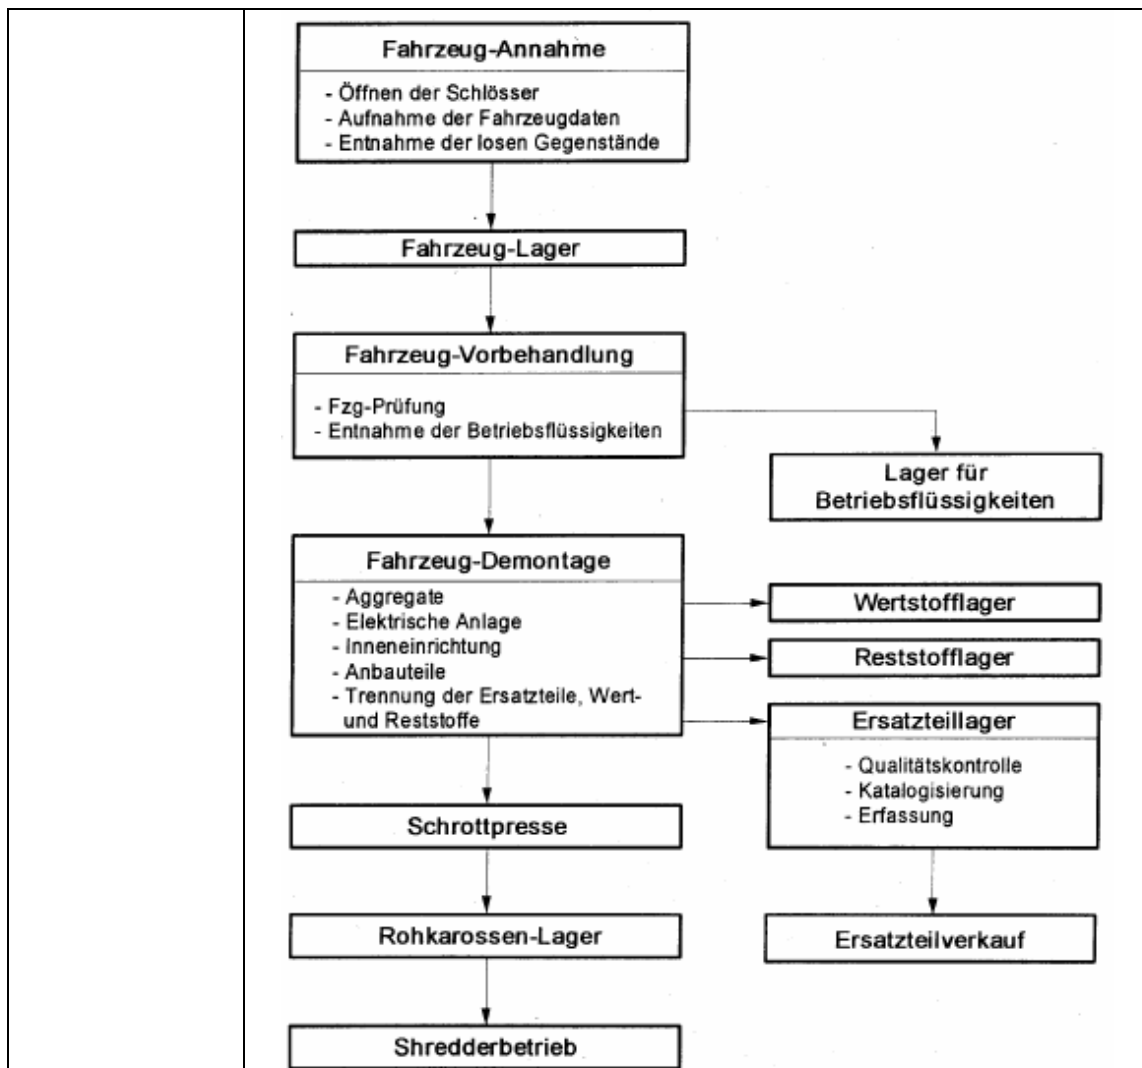 Fahrzeug-Annahme
- Öffnen der Schlösser
- Aufnahme der Fahrzeugdaten
- Entnahme der losen Gegenstände
Fahrzeug-Lager
Fahrzeug-Vorbehandlung
- Fzg-Prüfung
- Entnahme der Betriebsflüssigkeiten
Lager für
Betriebsflüssigkeiten
Fahrzeug-Demontage
- Aggregate
- Elektrische Anlage
- Inneneinrichtung
- Anbauteile
- Trennung der Ersatzteile, Wert-
und Reststoffe
Wertstofflager
Reststofflager
Ersatzteillager
- Qualitätskontrolle
- Katalogisierung
- Erfassung
Schrottpresse
Rohkarossen-Lager
Ersatzteilverkauf
Shredderbetrieb